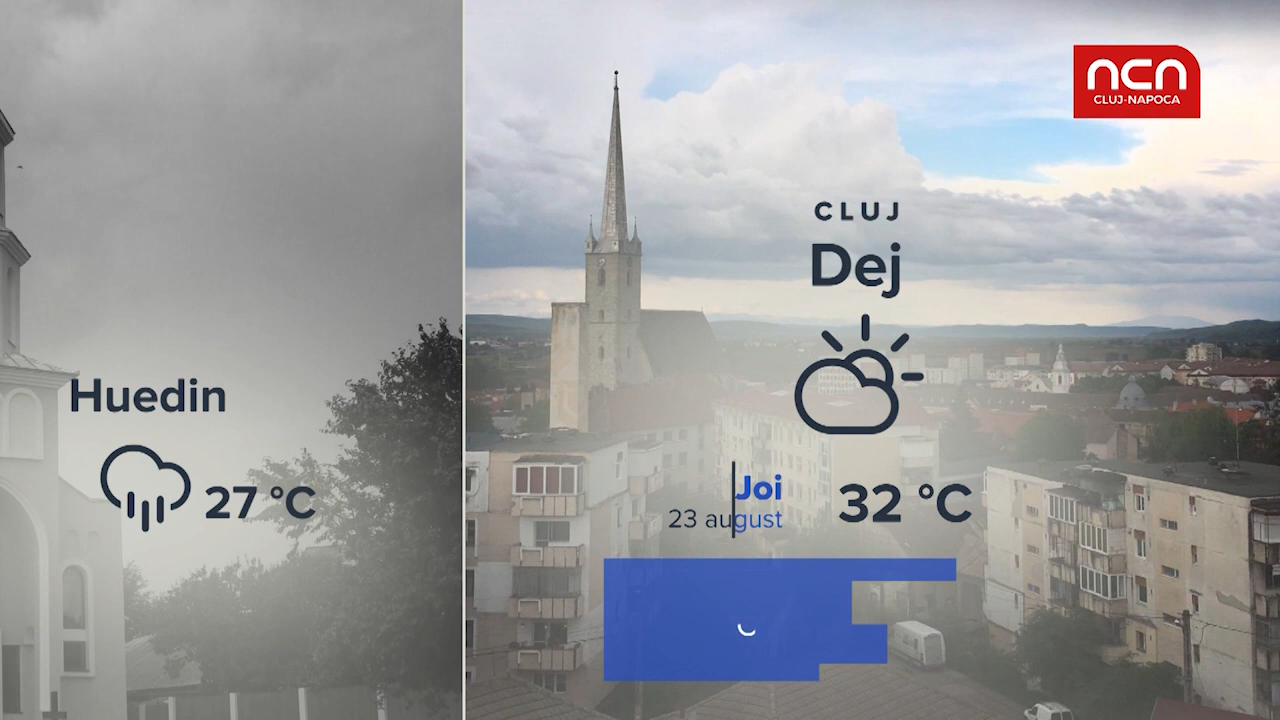 ncn
CLUJ-NAPOCA
Huedin
27 °C
CLUJ
Dej
Joi
23 august
32 °C